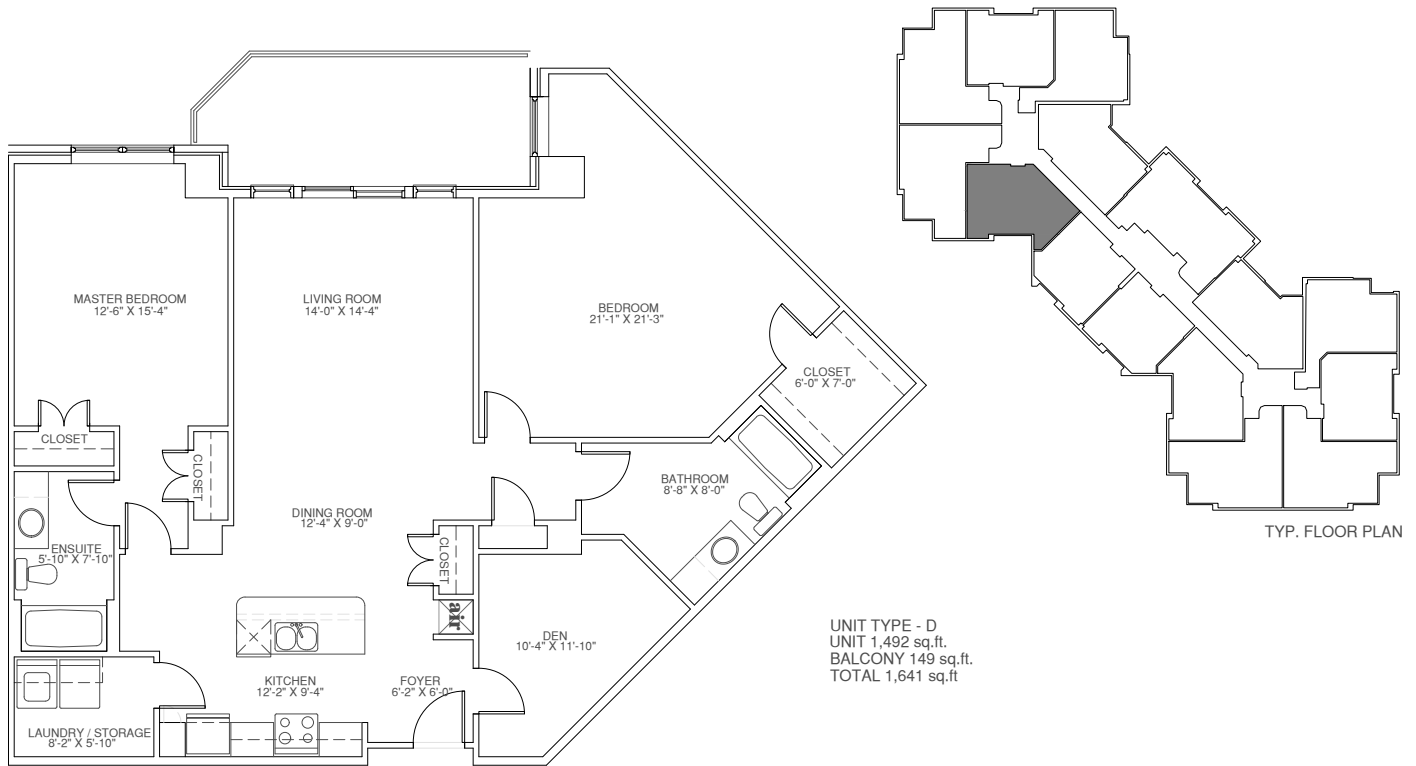 MASTER BEDROOM
12'-6" X 15'-4"
LIVING ROOM
14'-0" X 14'-4"
BEDROOM
21'-1" X 21'-3"
CLOSET
6'-0" X 7'-0"
CLOSET
CLOSET
BATHROOM
8'-8" X 8'-0"
DINING ROOM
12'-4" X 9'-0"
ENSUITE
5'-10" X 7'-10"
CLOSET
air
DEN
10'-4" X 11'-10"
KITCHEN
12'-2" X 9'-4"
FOYER
6'-2" X 6'-0"
LAUNDRY / STORAGE
8'-2" X 5'-10"
TYP. FLOOR PLAN
UNIT TYPE - D
UNIT 1,492 sq.ft.
BALCONY 149 sq.ft.
TOTAL 1,641 sq.ft